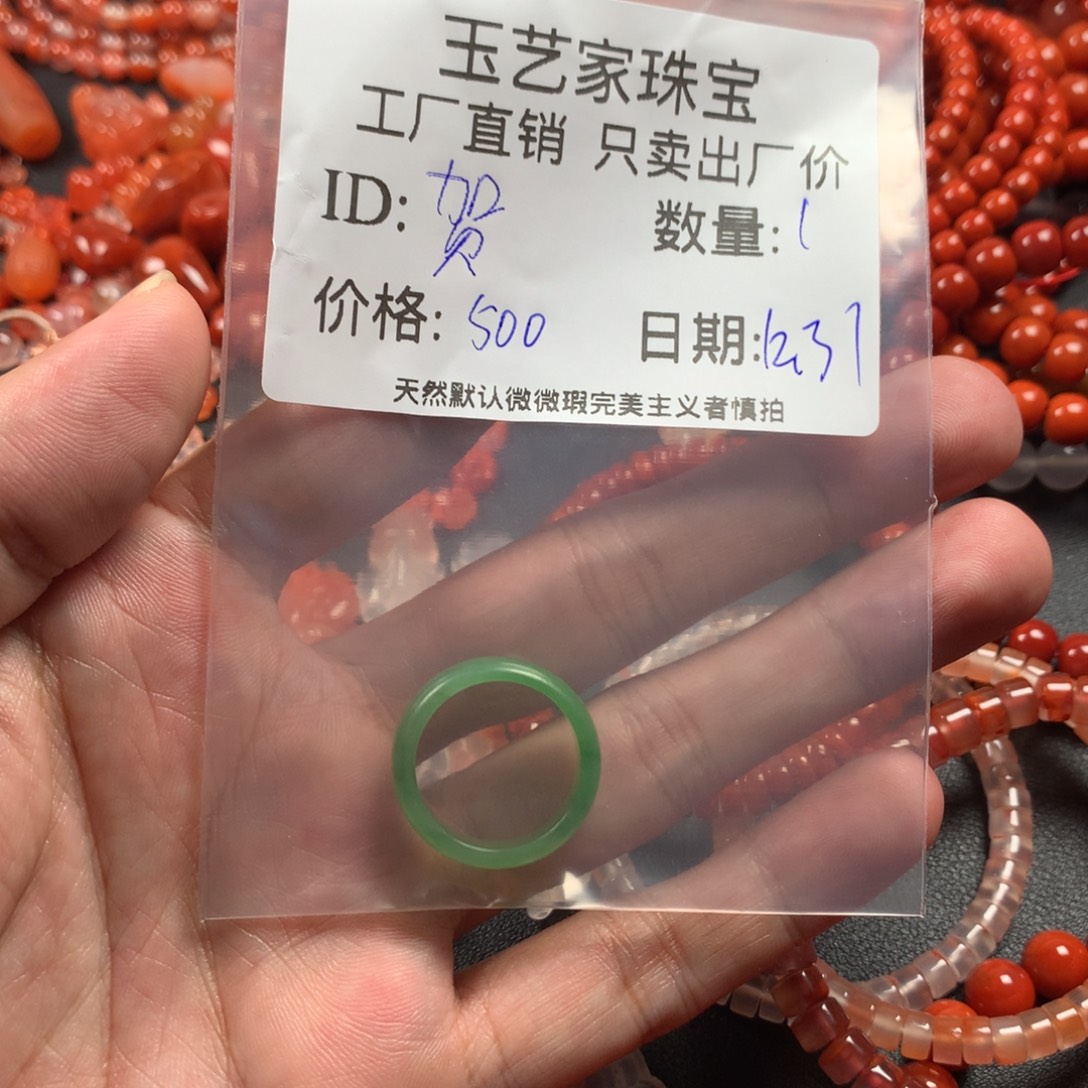 玉艺家珠宝
工厂直销 只卖出厂价
ID: 贺 数量: 1
价格: 500 日期: 12.31
天然默认微微瑕完美主义者慎拍